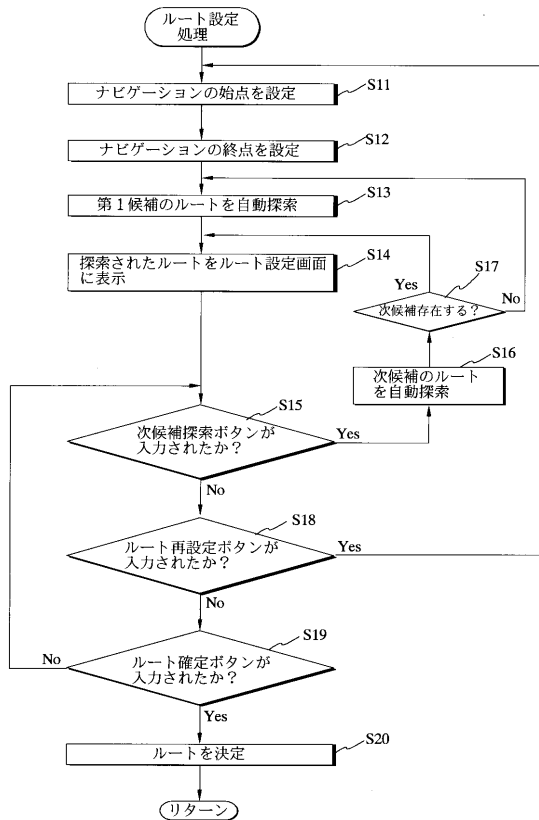 ルート設定
処理
S11
ナビゲーションの始点を設定
S12
ナビゲーションの終点を設定
S13
第1候補のルートを自動探索
S14
探索されたルートをルート設定画面
に表示
S17
Yes
次候補存在する?
No
S16
次候補のルート
を自動探索
S15
次候補探索ボタンが
入力されたか?
Yes
No
S18
ルート再設定ボタンが
入力されたか?
Yes
No
S19
No
ルート確定ボタンが
入力されたか?
Yes
S20
ルートを決定
リターン